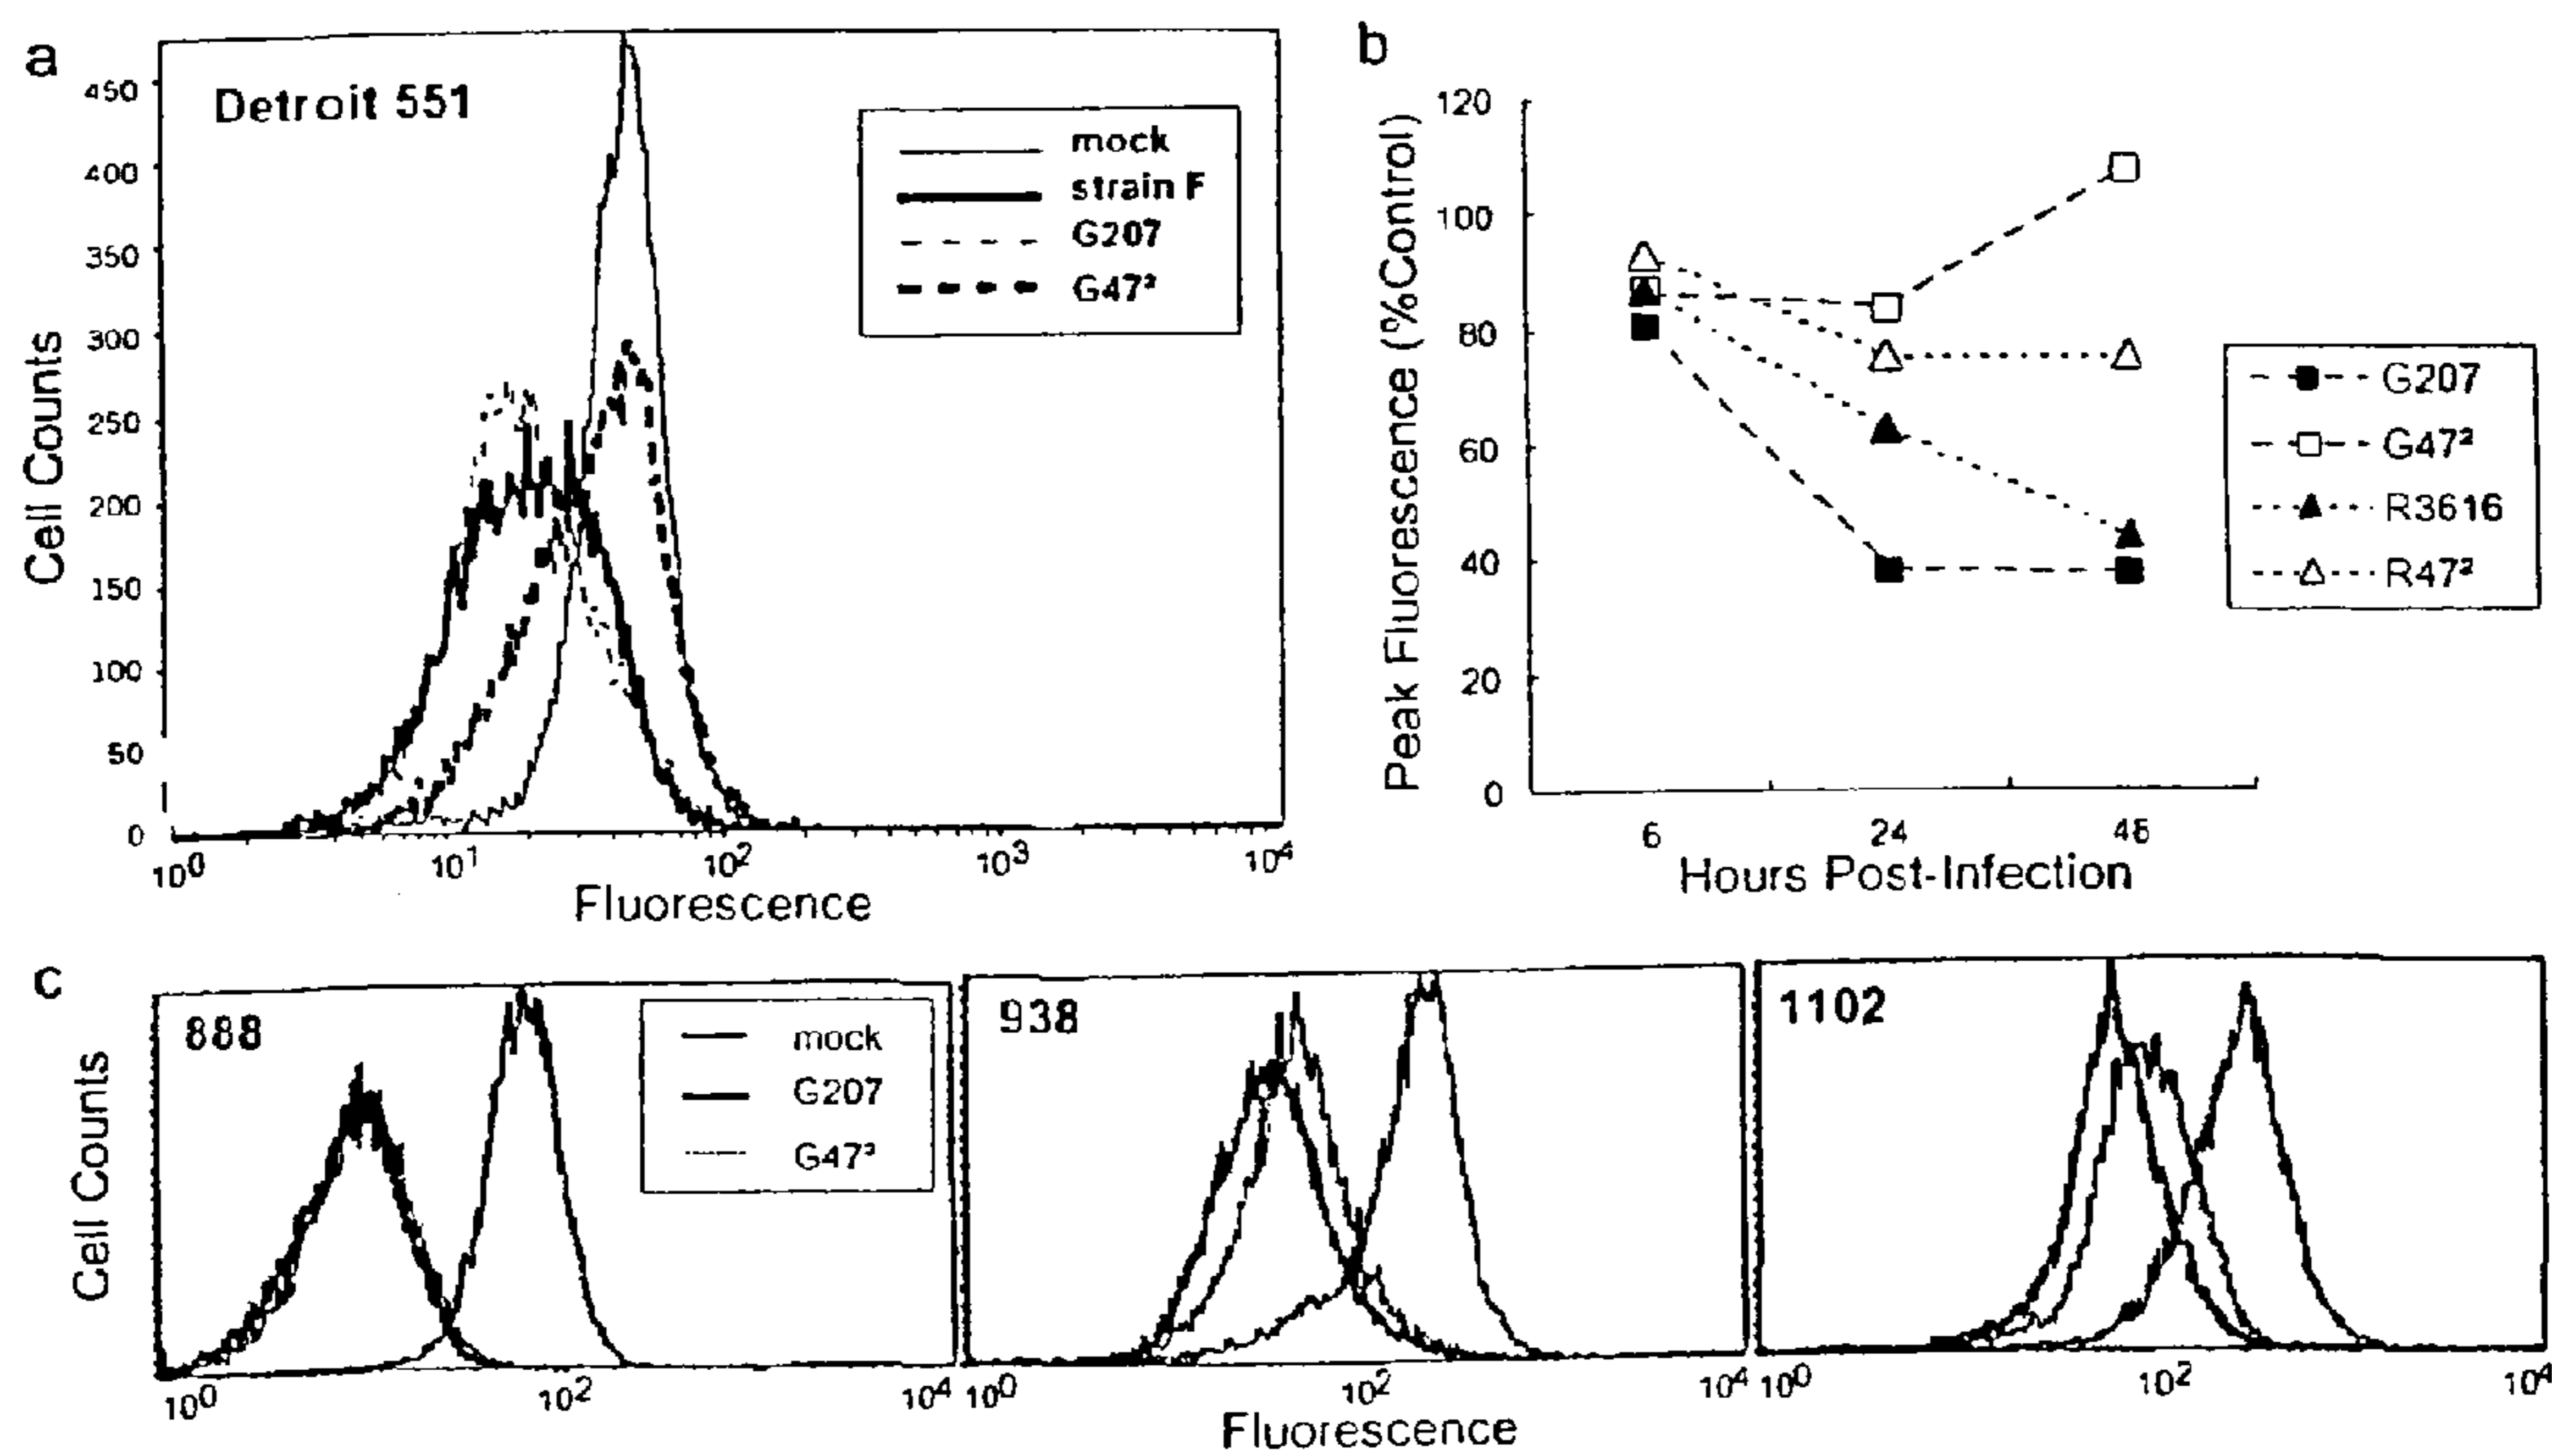 a
Detroit 551
mock
strain F
G207
G47²
450
400
350
300
250
200
150
100
50
0
Cell Counts
10⁰
10¹
10²
10³
10⁴
Fluorescence
b
120
100
80
60
40
20
0
Peak Fluorescence (%Control)
6
24
48
Hours Post-Infection
G207
G47²
R3616
R47²
c
888
mock
G207
G47²
938
1102
Cell Counts
10⁰
10²
10⁴
10⁰
10²
10⁴
10⁰
10²
10⁴
Fluorescence